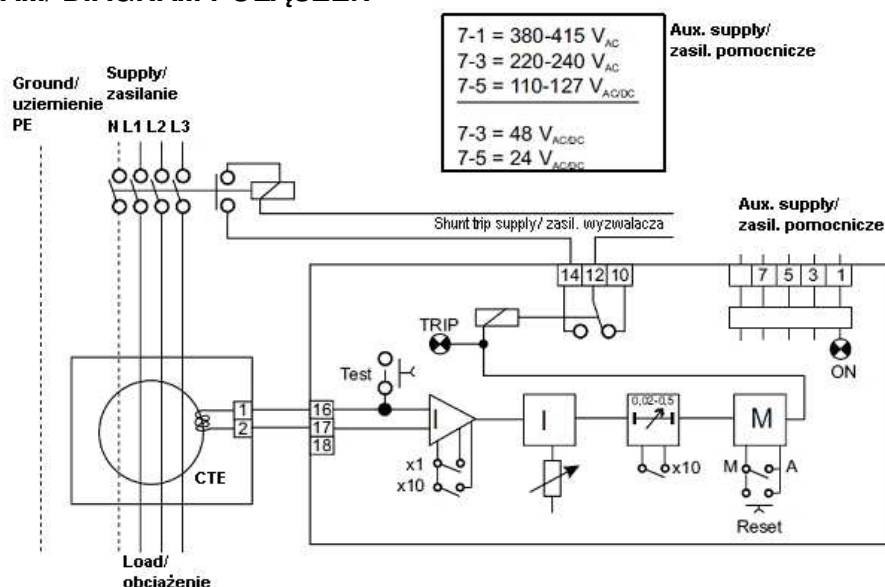 7-1 = 380-415 VAC
7-3 = 220-240 VAC
7-5 = 110-127 VAC/DC
7-3 = 48 VAC/DC
7-5 = 24 VAC/DC
Aux. supply/
zasil. pomocnicze
Ground/
uziemienie
PE
Supply/
zasilanie
N L1 L2 L3
Shunt trip supply/ zasil. wyzwalacza
Aux. supply/
zasil. pomocnicze
14 12 10
7 5 3 1
TRIP
ON
Test
1
2
CTE
16
17
18
I
x1
x10
I
0,02-0,5
x10
M
M A
Reset
Load/
obciążenie